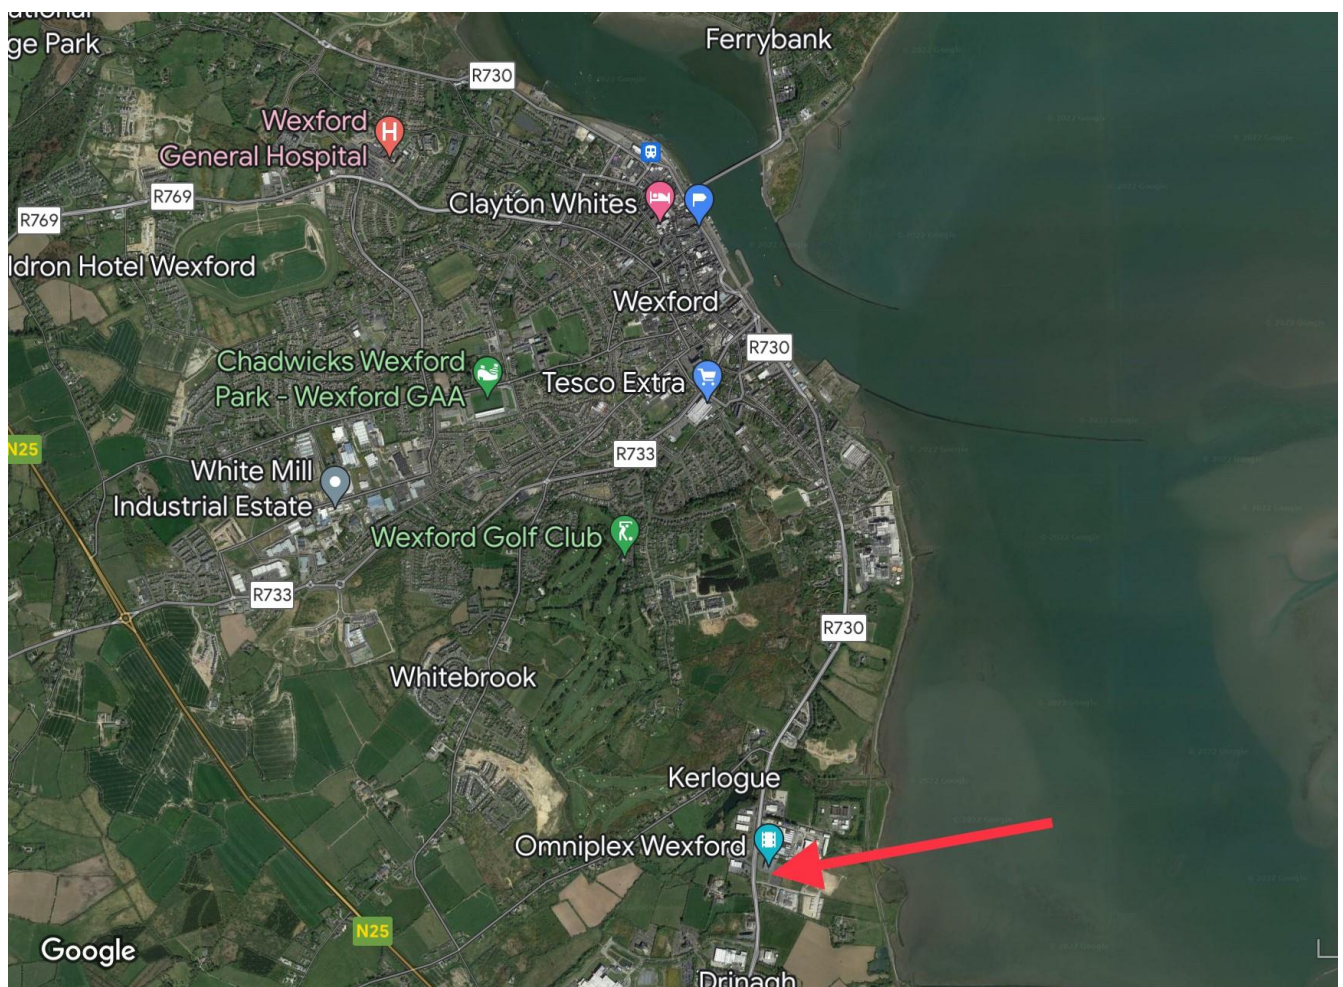 ational
ge Park
Ferrybank
R730
Wexford
General Hospital
R769
R769
Clayton Whites
ldron Hotel Wexford
Wexford
R730
Chadwicks Wexford
Park - Wexford GAA
Tesco Extra
N25
R733
White Mill
Industrial Estate
Wexford Golf Club
R733
R730
Whitebrook
Kerlogue
Omniplex Wexford
N25
Google
Drinagh